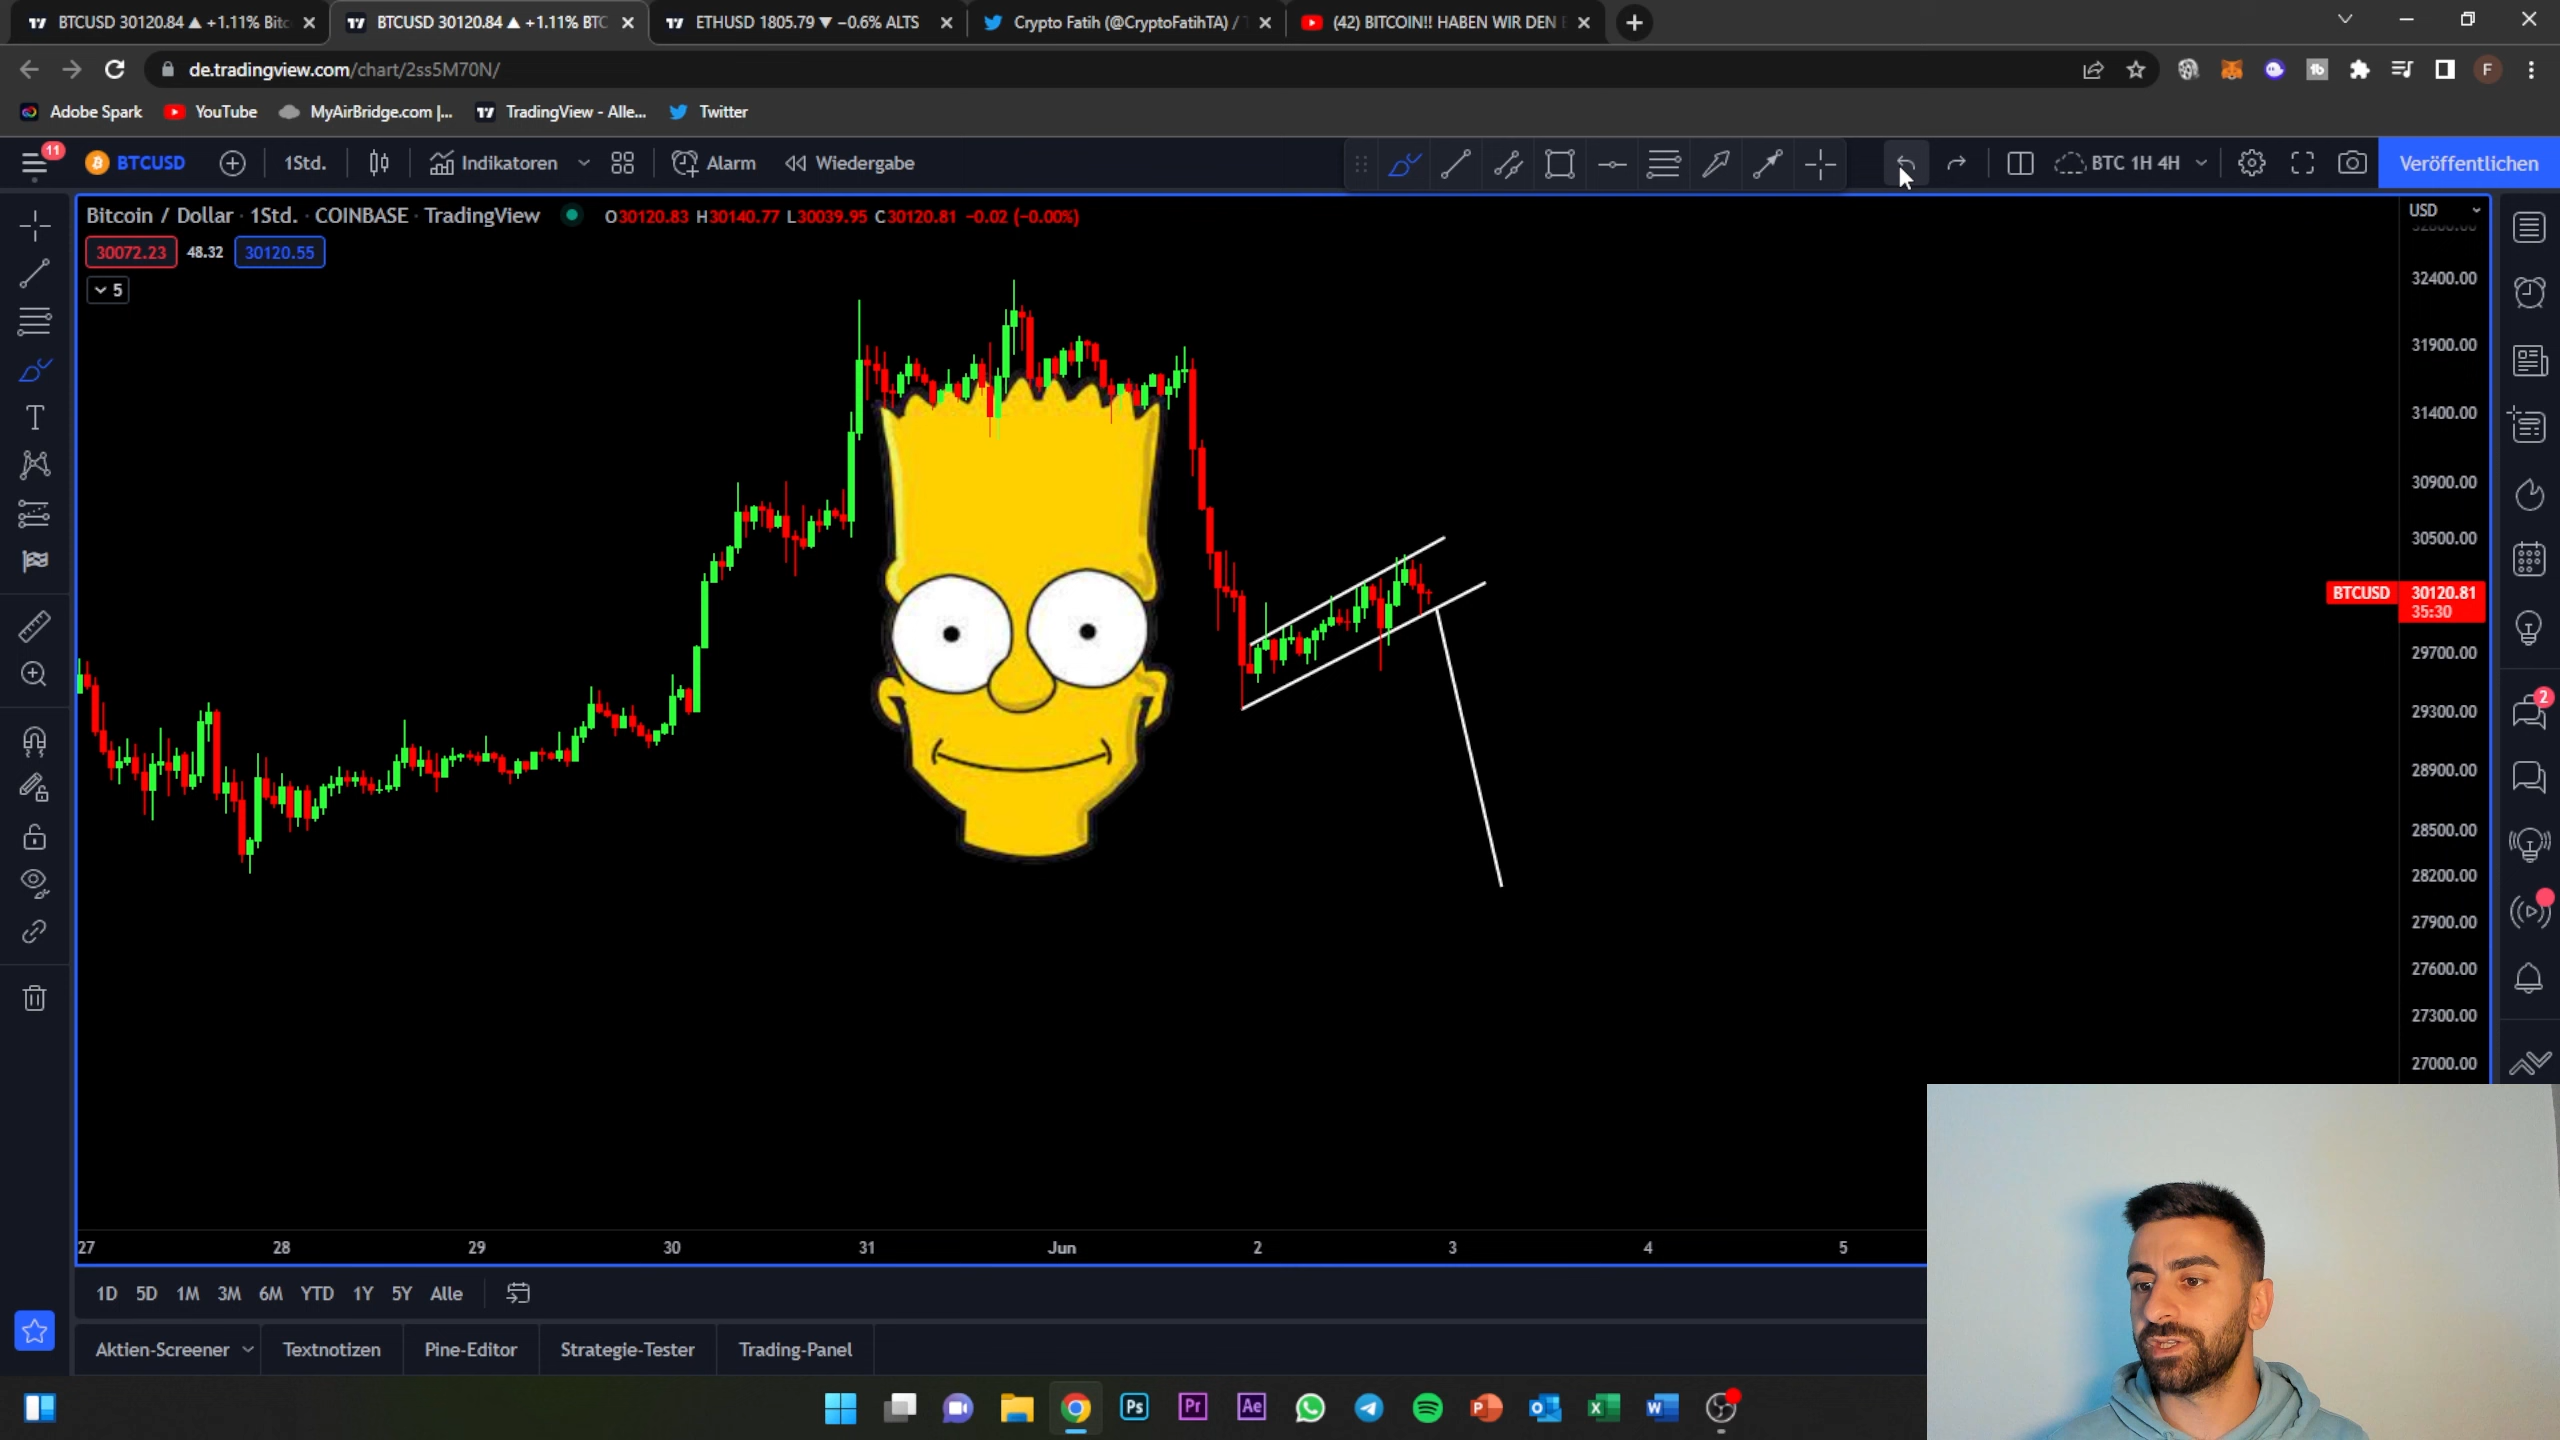 BTCUSD 30120.84 ▲ +1.11% Bitc
BTCUSD 30120.84 ▲ +1.11% BTC
ETHUSD 1805.79 ▼ −0.6% ALTS
Crypto Fatih (@CryptoFatihTA) /
(42) BITCOIN!! HABEN WIR DEN
de.tradingview.com/chart/2ss5M70N/
F
Adobe Spark
YouTube
MyAirBridge.com |...
TradingView - Alle...
Twitter
11
BTCUSD
1Std.
Indikatoren
Alarm
Wiedergabe
BTC 1H 4H
Veröffentlichen
Bitcoin / Dollar · 1Std. · COINBASE · TradingView
O30120.83 H30140.77 L30039.95 C30120.81 −0.02 (−0.00%)
30072.23 48.32 30120.55
5
USD
32400.00
31900.00
31400.00
30900.00
30500.00
BTCUSD 30120.81
35:30
29700.00
29300.00
28900.00
28500.00
28200.00
27900.00
27600.00
27300.00
27000.00
2
27 28 29 30 31 Jun 2 3 4 5
1D 5D 1M 3M 6M YTD 1Y 5Y Alle
Aktien-Screener
Textnotizen
Pine-Editor
Strategie-Tester
Trading-Panel
Ps
Pr
Ae